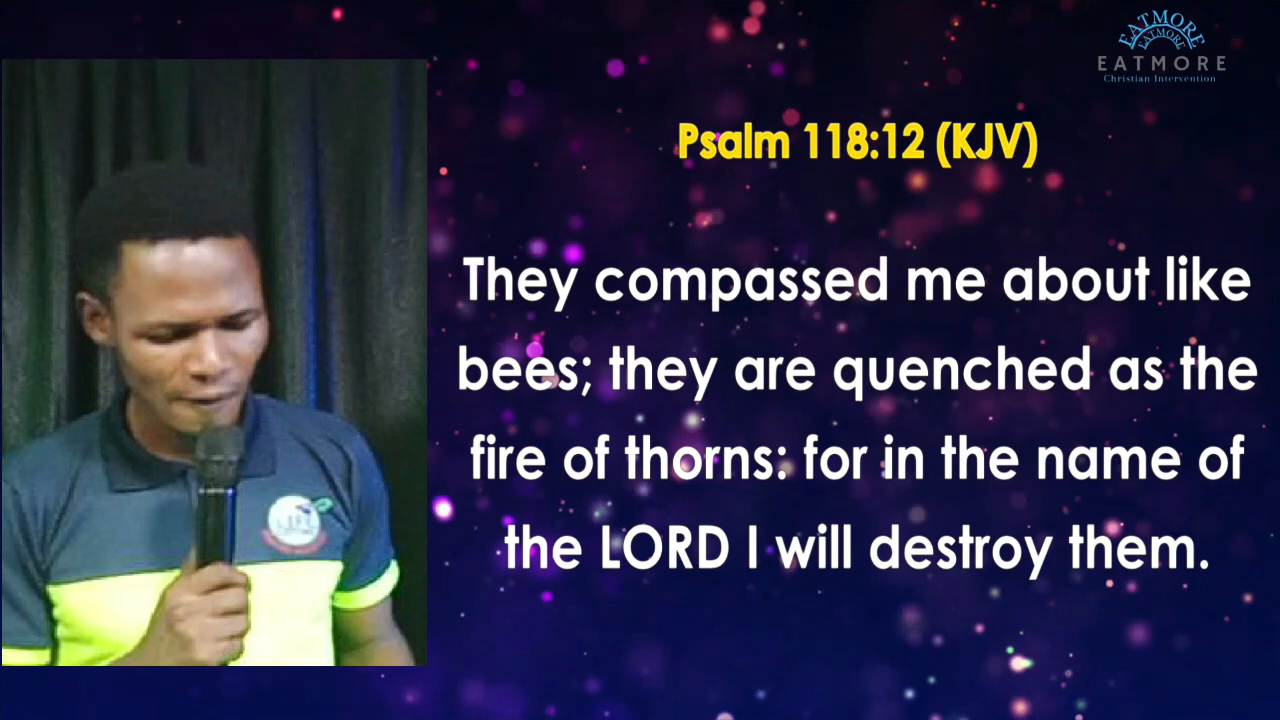 EATMORE
EATMORE
EATMORE
Christian Intervention
Psalm 118:12 (KJV)
They compassed me about like
bees; they are quenched as the
fire of thorns: for in the name of
the LORD I will destroy them.